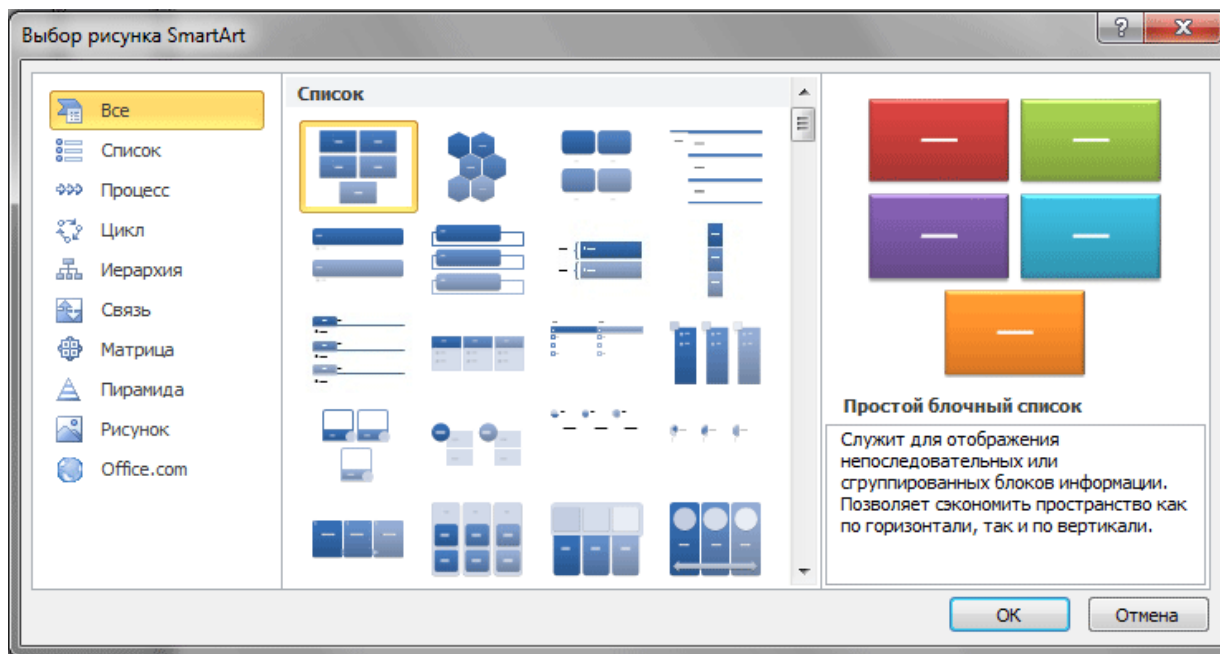 Выбор рисунка SmartArt
Все
Список
Процесс
Цикл
Иерархия
Связь
Матрица
Пирамида
Рисунок
Office.com
Список
Простой блочный список
Служит для отображения
непоследовательных или
сгруппированных блоков информации.
Позволяет сэкономить пространство как
по горизонтали, так и по вертикали.
ОК
Отмена